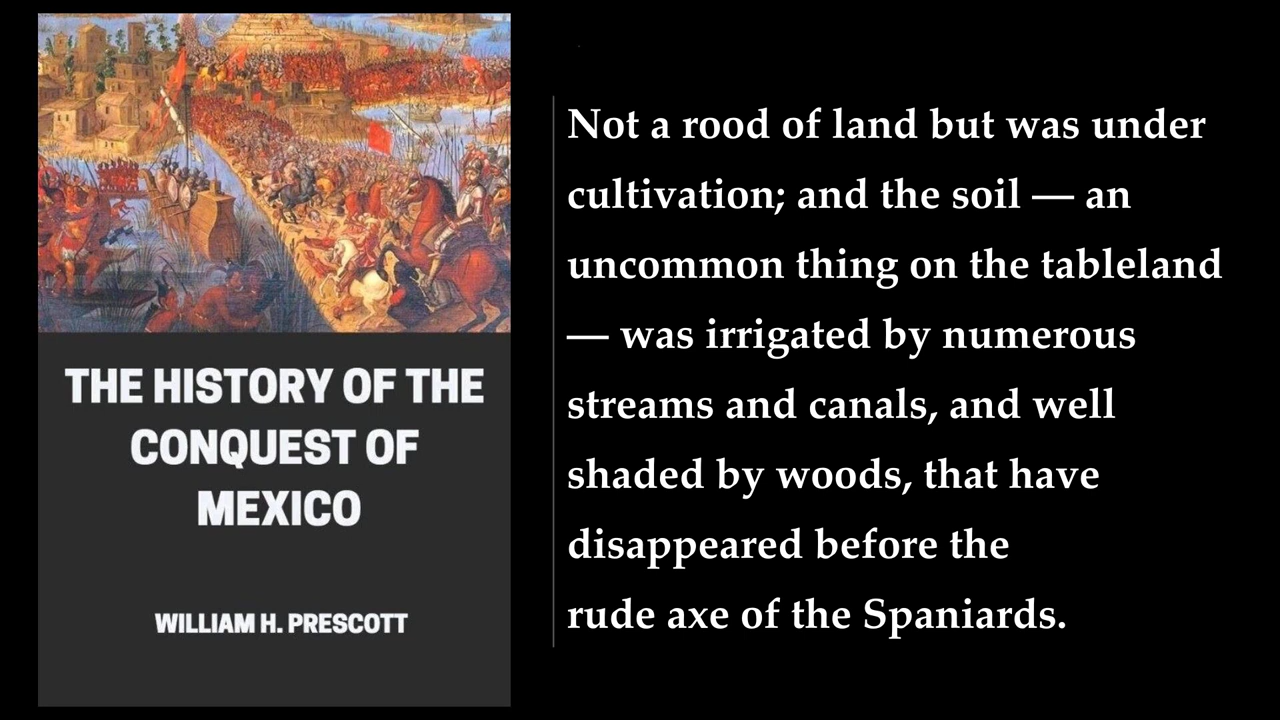 THE HISTORY OF THE
CONQUEST OF
MEXICO
WILLIAM H. PRESCOTT
Not a rood of land but was under
cultivation; and the soil — an
uncommon thing on the tableland
— was irrigated by numerous
streams and canals, and well
shaded by woods, that have
disappeared before the
rude axe of the Spaniards.